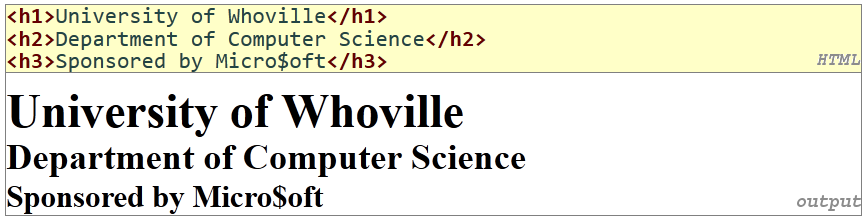 <h1>University of Whoville</h1>
<h2>Department of Computer Science</h2>
<h3>Sponsored by Micro$oft</h3>
HTML
University of Whoville
Department of Computer Science
Sponsored by Micro$oft
output